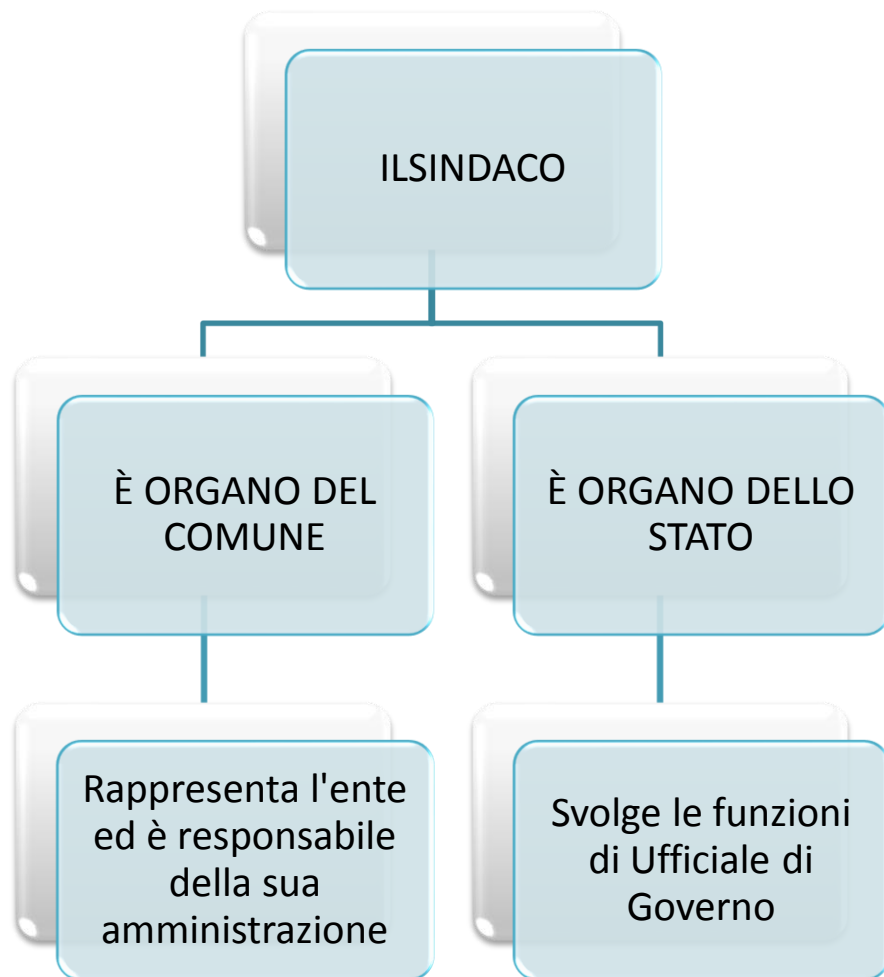 ILSINDACO
È ORGANO DEL
COMUNE
È ORGANO DELLO
STATO
Rappresenta l'ente
ed è responsabile
della sua
amministrazione
Svolge le funzioni
di Ufficiale di
Governo